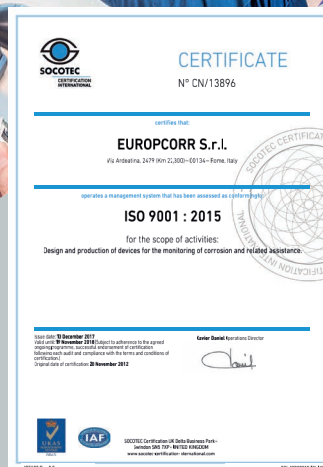 SOCOTEC
CERTIFICATION
INTERNATIONAL
CERTIFICATE
N° CN/13896
certifies that:
EUROPCORR S.r.l.
Via Ardeatina, 2479 (Km 22,300) – 00134 – Rome, Italy
operates a management system that has been assessed as conforming to:
ISO 9001 : 2015
for the scope of activities:
Design and production of devices for the monitoring of corrosion and related assistance.
SOCOTEC CERTIFICAT
INTERNATIONAL
Issue date: 13 December 2017
Valid until: 19 November 2018 (Subject to adherence to the agreed
ongoing programme, successful endorsement of certification
following each audit and compliance with the terms and conditions of
certification.)
Original date of certification: 20 November 2012
Xavier Daniel Operations Director
UKAS
IAF
SOCOTEC Certification UK Delta Business Park -
Swindon SN5 7XP - UNITED KINGDOM
www.socotec-certification-international.com